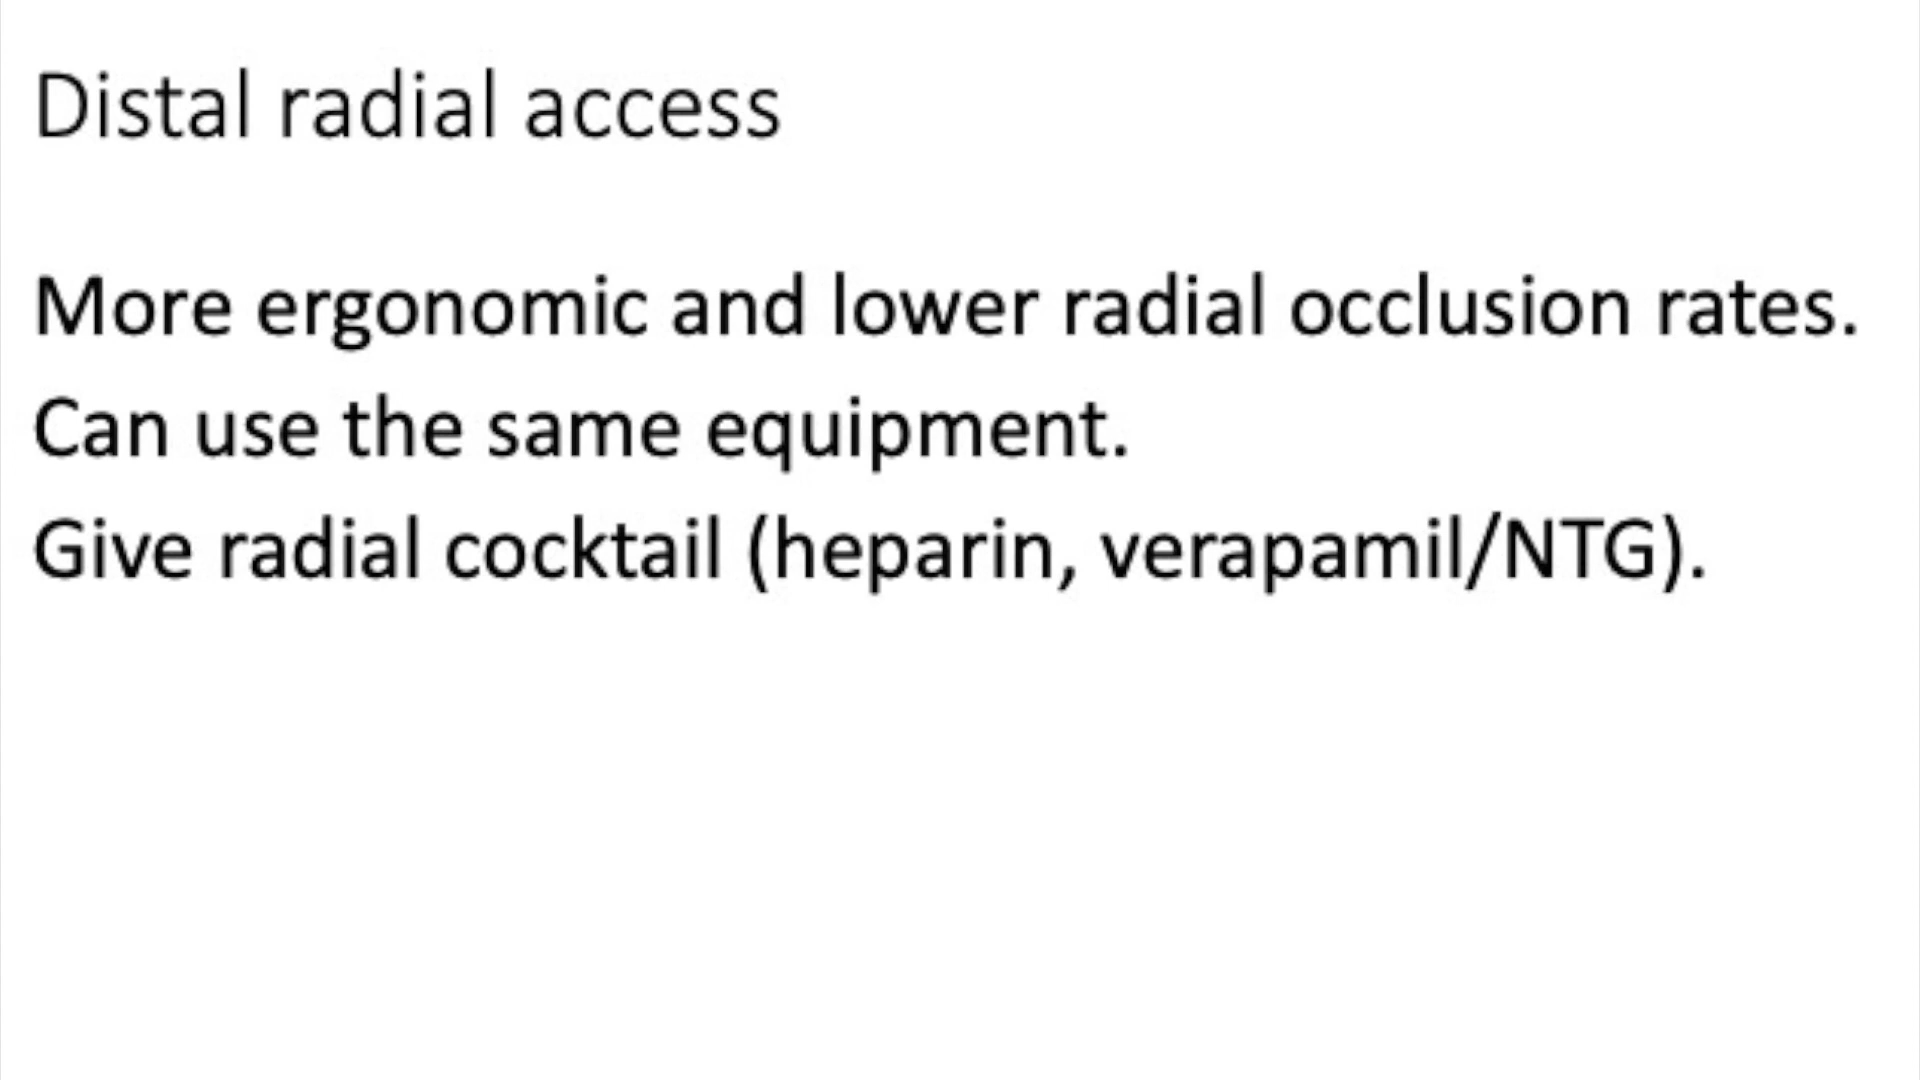 Distal radial access
More ergonomic and lower radial occlusion rates.
Can use the same equipment.
Give radial cocktail (heparin, verapamil/NTG).